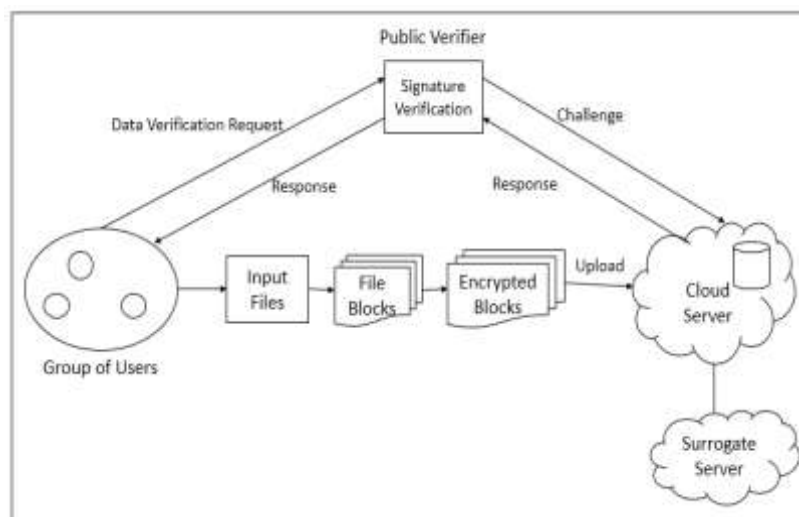 Public Verifier
Signature
Verification
Data Verification Request
Challenge
Response
Response
Input
Files
File
Blocks
Encrypted
Blocks
Upload
Cloud
Server
Group of Users
Surrogate
Server